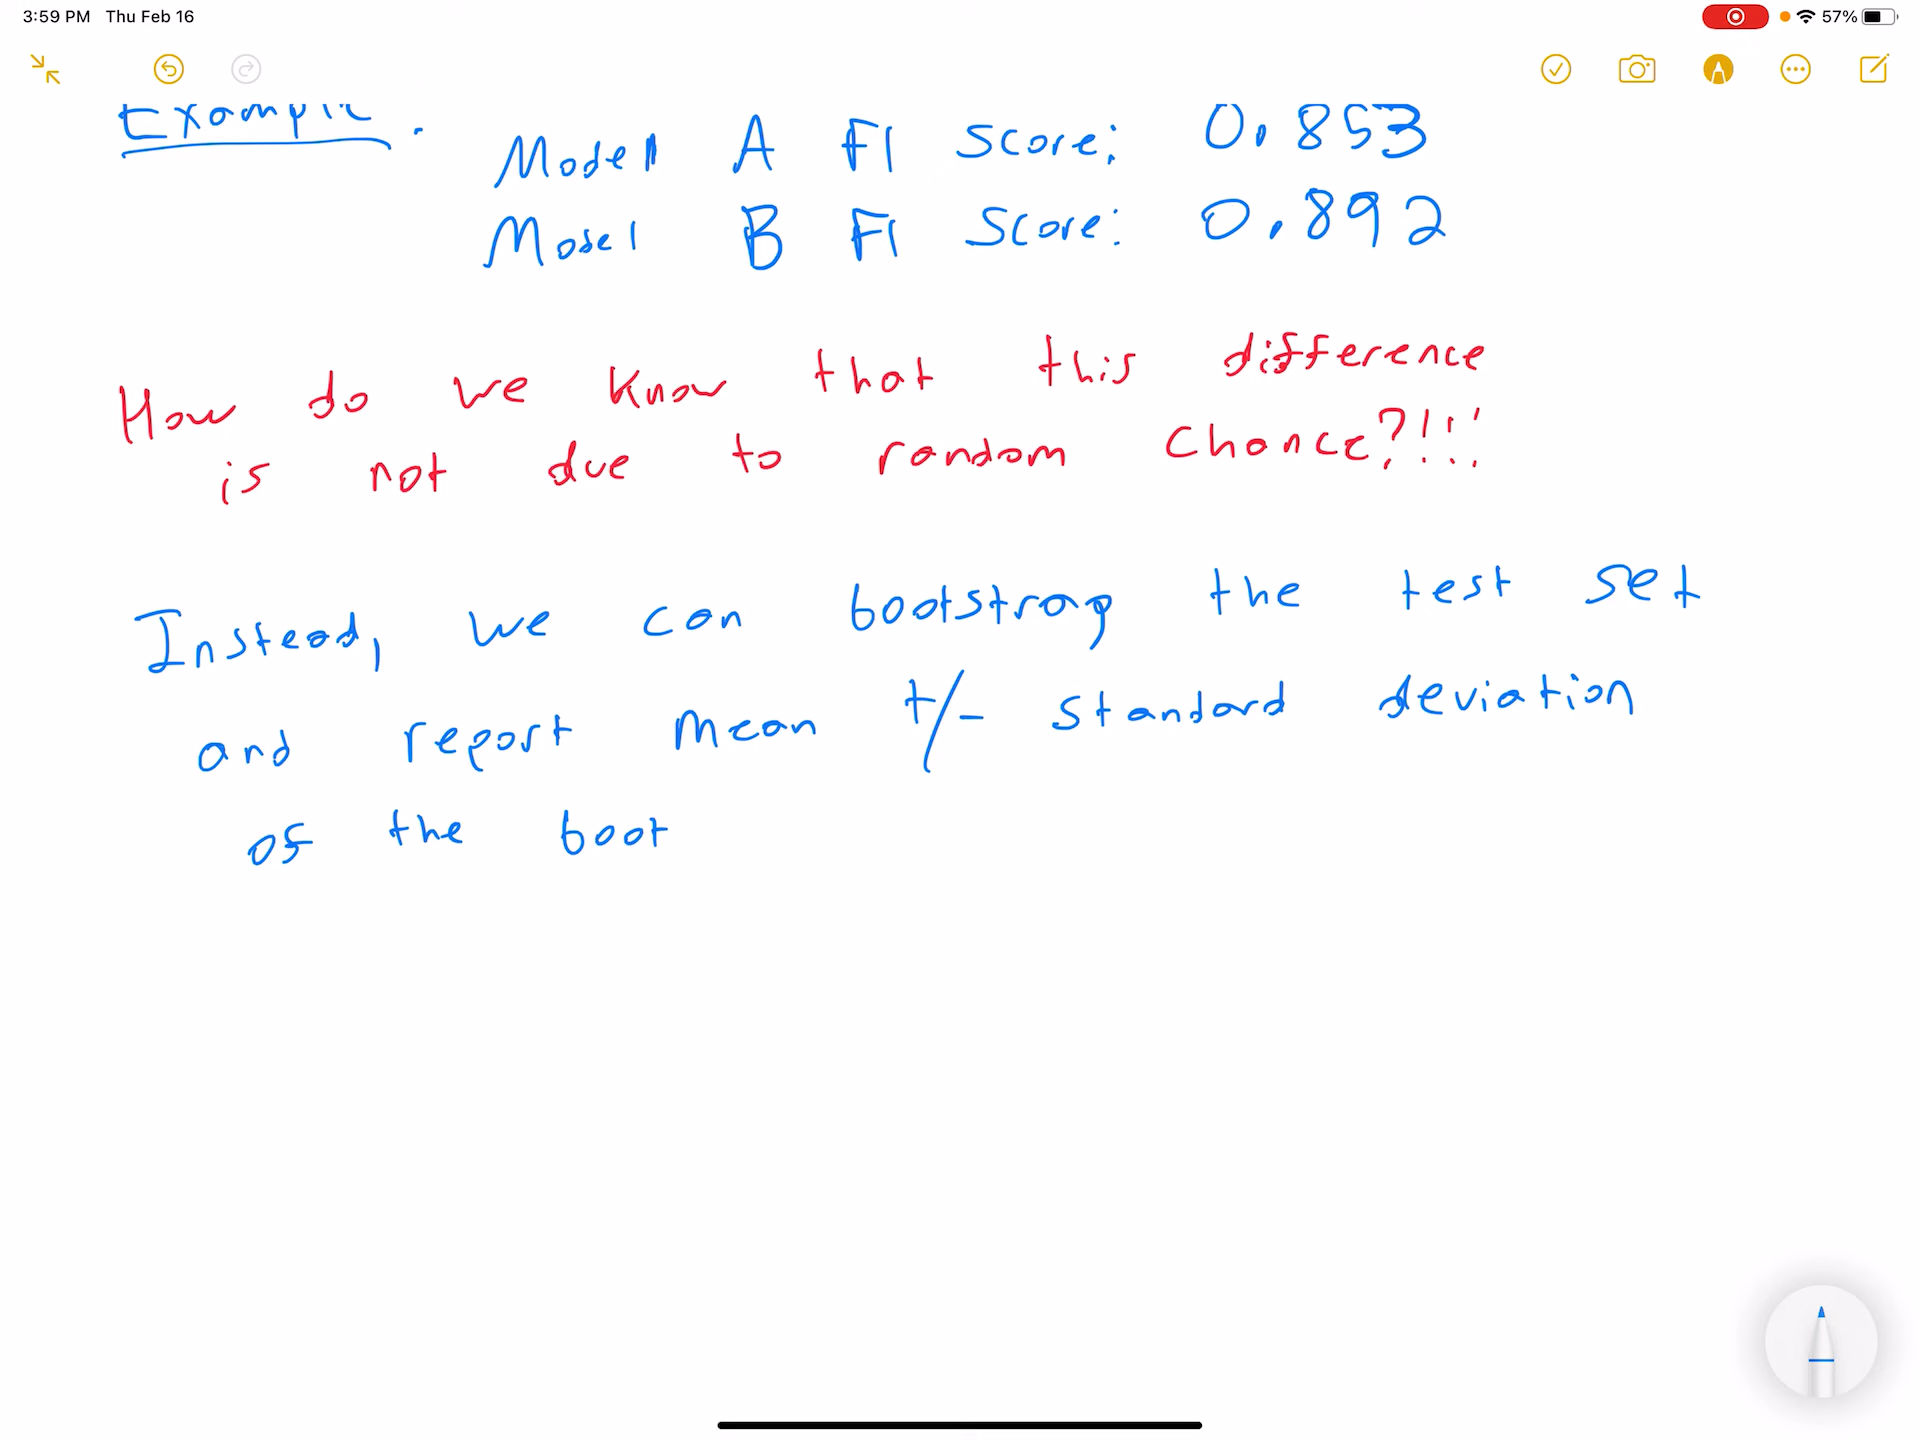 3:59 PM Thu Feb 16
57%
Example:
Model A F1 Score: 0.853
Model B F1 Score: 0.892
How do we know that this difference
is not due to random chance?!!!
Instead, we can bootstrap the test set
and report mean +/- standard deviation
of the boot